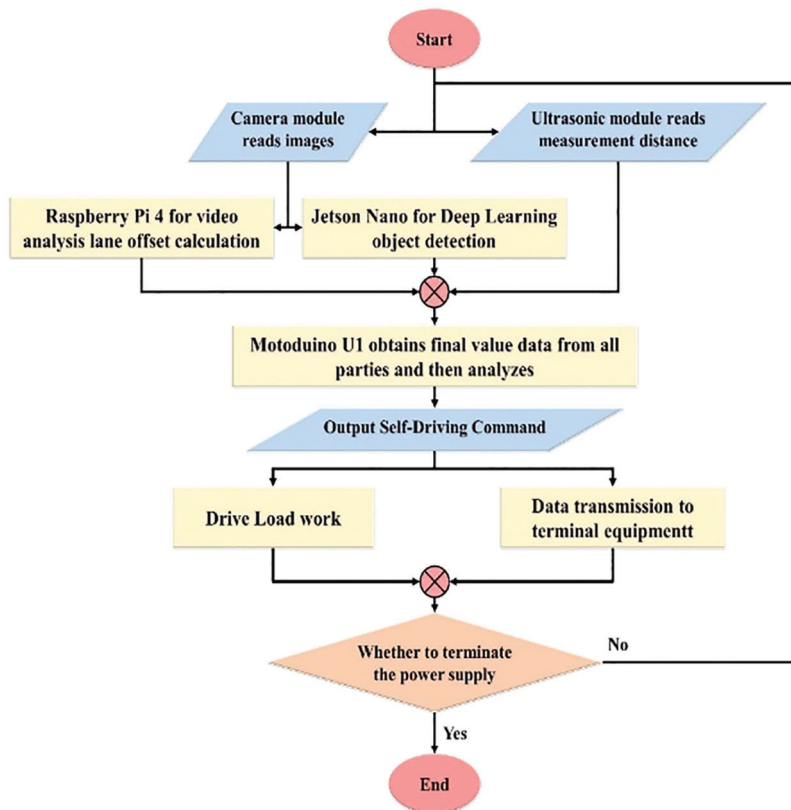 Start
Camera module
reads images
Ultrasonic module reads
measurement distance
Raspberry Pi 4 for video
analysis lane offset calculation
Jetson Nano for Deep Learning
object detection
Motoduino U1 obtains final value data from all
parties and then analyzes
Output Self-Driving Command
Drive Load work
Data transmission to
terminal equipmentt
Whether to terminate
the power supply
No
Yes
End